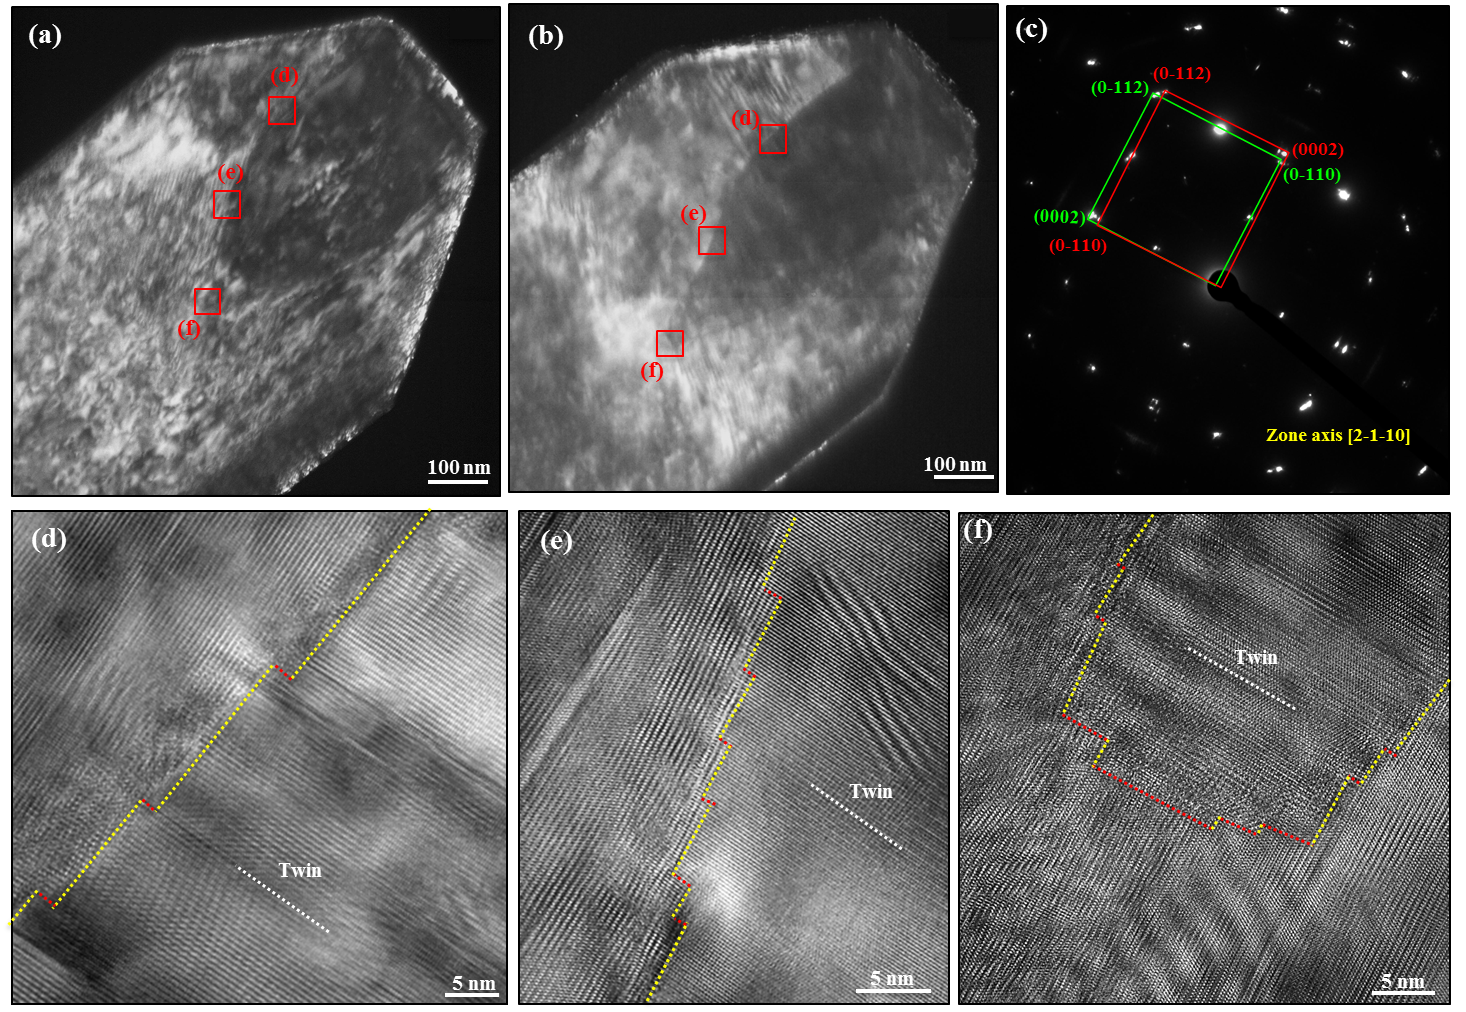 (a)
(d)
(e)
(f)
100 nm
(b)
(d)
(e)
(f)
100 nm
(c)
(0-112)
(0-112)
(0002)
(0-110)
(0002)
(0-110)
Zone axis [2-1-10]
(d)
Twin
5 nm
(e)
Twin
5 nm
(f)
Twin
5 nm